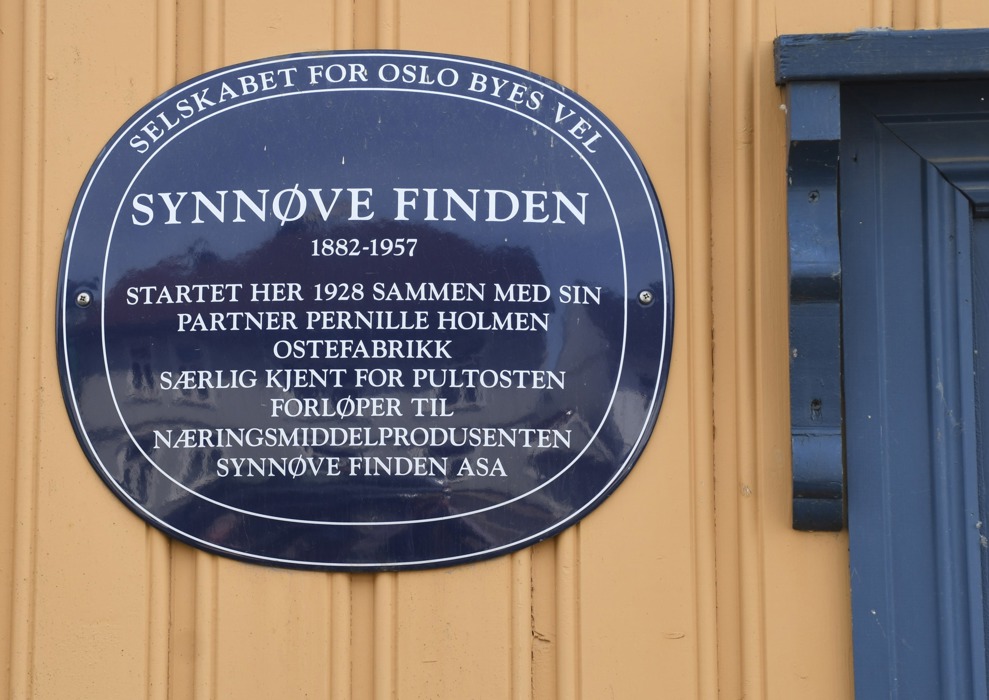 SELSKABET FOR OSLO BYES VEL
SYNNØVE FINDEN
1882-1957
STARTET HER 1928 SAMMEN MED SIN
PARTNER PERNILLE HOLMEN
OSTEFABRIKK
SÆRLIG KJENT FOR PULTOSTEN
FORLØPER TIL
NÆRINGSMIDDELPRODUSENTEN
SYNNØVE FINDEN ASA